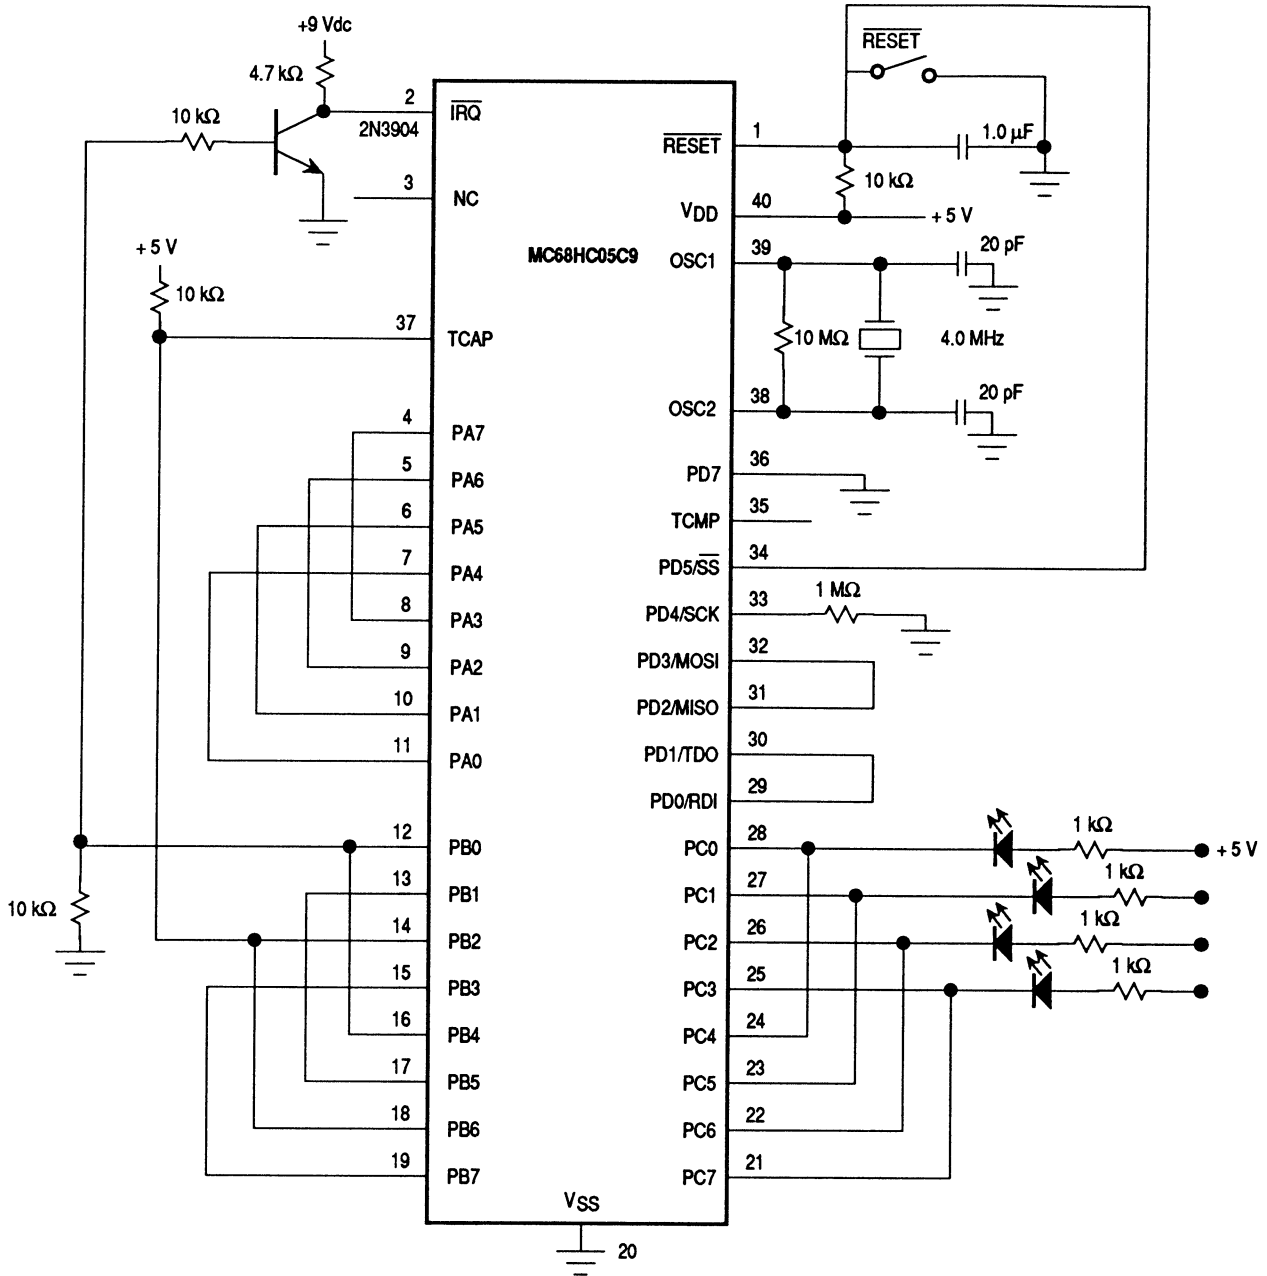 +9 Vdc
4.7 kΩ
10 kΩ
2N3904
+ 5 V
10 kΩ
10 kΩ
2 IRQ
3 NC
37 TCAP
4 PA7
5 PA6
6 PA5
7 PA4
8 PA3
9 PA2
10 PA1
11 PA0
12 PB0
13 PB1
14 PB2
15 PB3
16 PB4
17 PB5
18 PB6
19 PB7
MC68HC05C9
VSS
20
RESET
RESET 1
1.0 µF
10 kΩ
VDD 40
+ 5 V
OSC1 39
20 pF
10 MΩ
4.0 MHz
OSC2 38
20 pF
PD7 36
TCMP 35
PD5/SS 34
PD4/SCK 33
1 MΩ
PD3/MOSI 32
PD2/MISO 31
PD1/TDO 30
PD0/RDI 29
PC0 28
1 kΩ
+ 5 V
PC1 27
1 kΩ
PC2 26
1 kΩ
PC3 25
1 kΩ
PC4 24
PC5 23
PC6 22
PC7 21